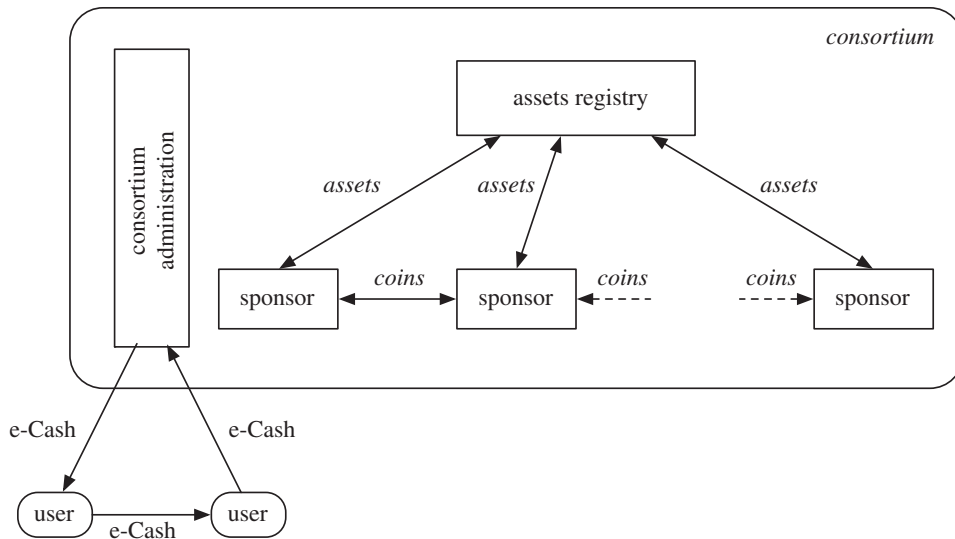 consortium
assets registry
consortium
administration
assets
assets
assets
sponsor
coins
sponsor
coins
coins
sponsor
e-Cash
e-Cash
user
e-Cash
user